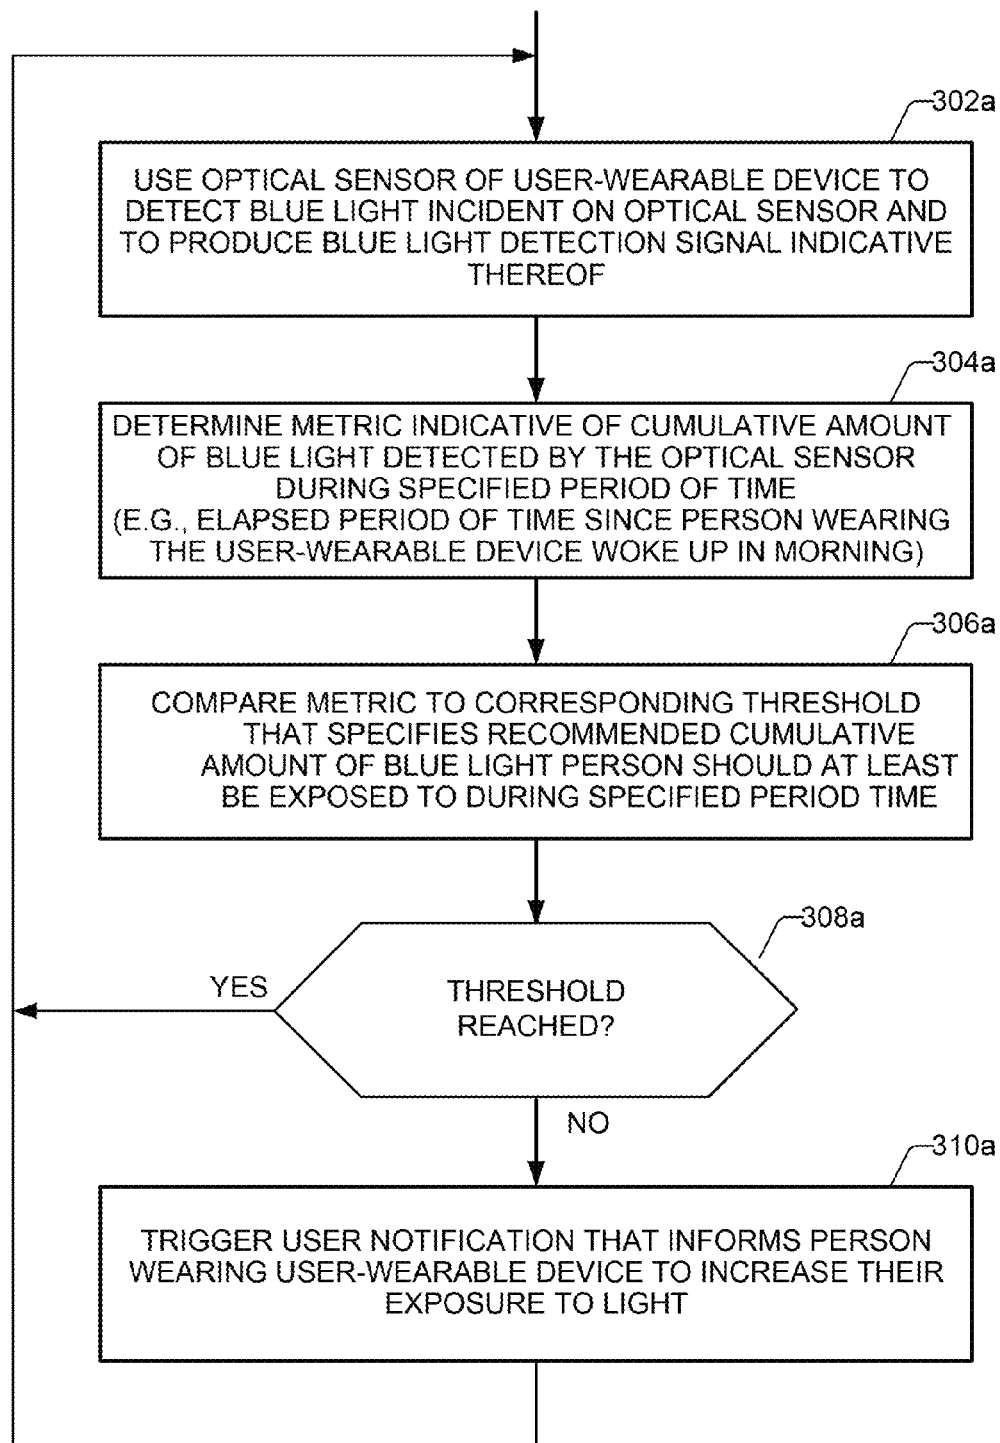 302a
USE OPTICAL SENSOR OF USER-WEARABLE DEVICE TO
DETECT BLUE LIGHT INCIDENT ON OPTICAL SENSOR AND
TO PRODUCE BLUE LIGHT DETECTION SIGNAL INDICATIVE
THEREOF
304a
DETERMINE METRIC INDICATIVE OF CUMULATIVE AMOUNT
OF BLUE LIGHT DETECTED BY THE OPTICAL SENSOR
DURING SPECIFIED PERIOD OF TIME
(E.G., ELAPSED PERIOD OF TIME SINCE PERSON WEARING
THE USER-WEARABLE DEVICE WOKE UP IN MORNING)
306a
COMPARE METRIC TO CORRESPONDING THRESHOLD
THAT SPECIFIES RECOMMENDED CUMULATIVE
AMOUNT OF BLUE LIGHT PERSON SHOULD AT LEAST
BE EXPOSED TO DURING SPECIFIED PERIOD TIME
308a
YES
THRESHOLD
REACHED?
NO
310a
TRIGGER USER NOTIFICATION THAT INFORMS PERSON
WEARING USER-WEARABLE DEVICE TO INCREASE THEIR
EXPOSURE TO LIGHT